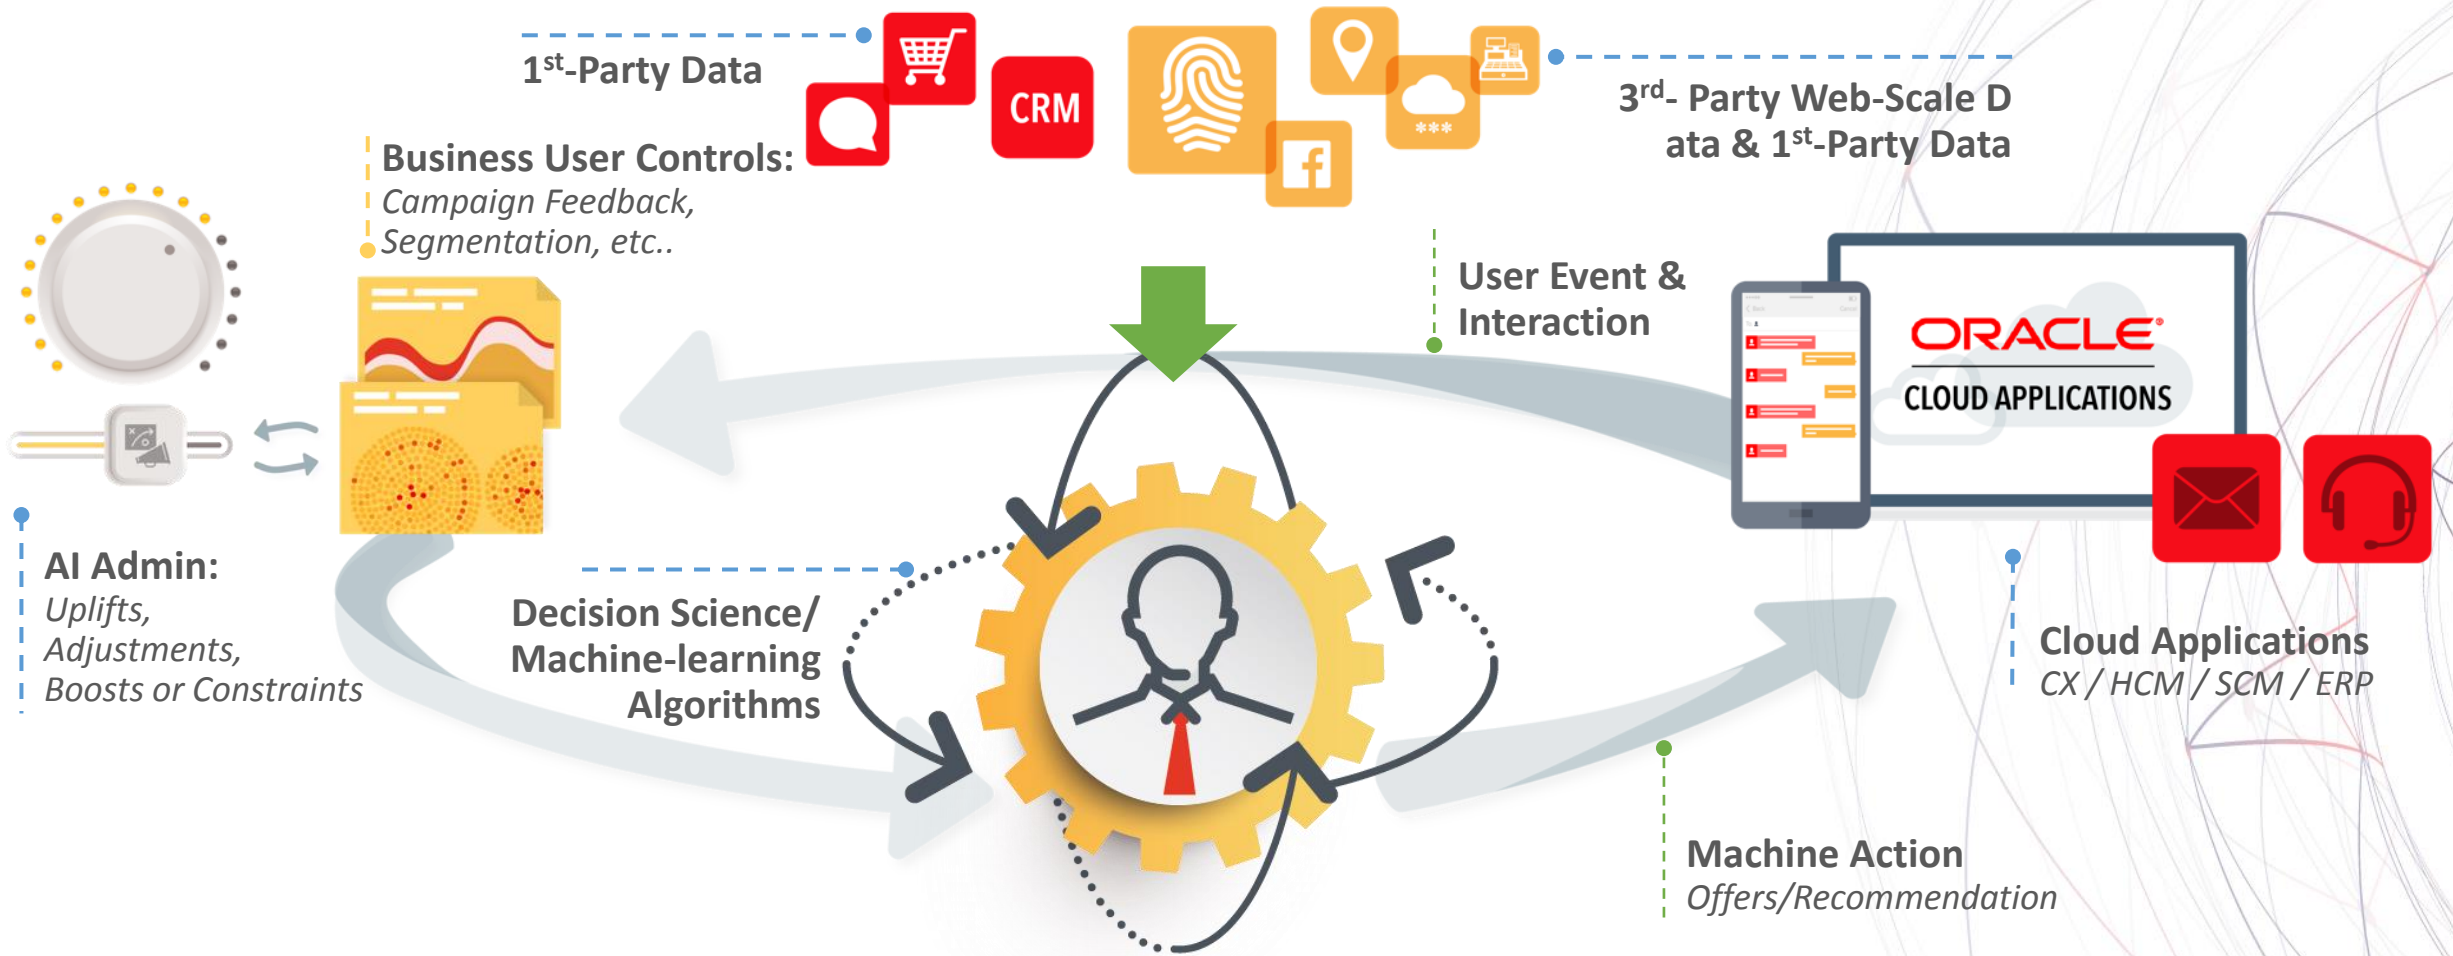 1st-Party Data
CRM
***
3rd- Party Web-Scale D
ata & 1st-Party Data
Business User Controls:
Campaign Feedback,
Segmentation, etc..
User Event &
Interaction
ORACLE®
CLOUD APPLICATIONS
AI Admin:
Uplifts,
Adjustments,
Boosts or Constraints
Decision Science/
Machine-learning
Algorithms
Cloud Applications
CX / HCM / SCM / ERP
Machine Action
Offers/Recommendation